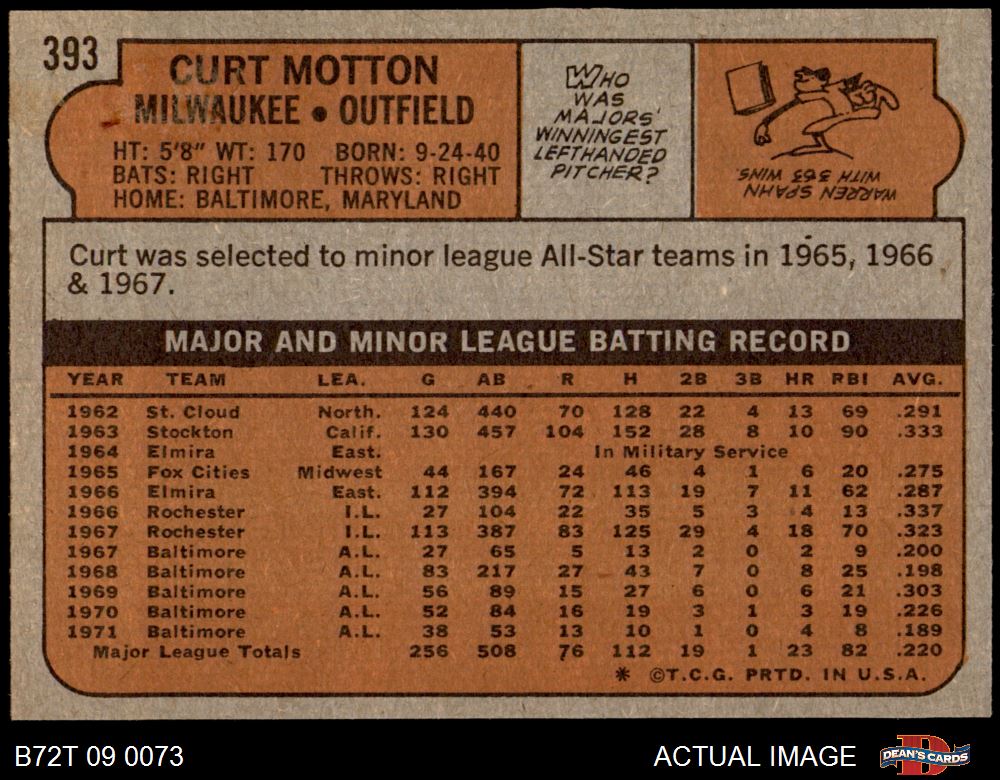 393
CURT MOTTON
MILWAUKEE • OUTFIELD
HT: 5'8" WT: 170 BORN: 9-24-40
BATS: RIGHT THROWS: RIGHT
HOME: BALTIMORE, MARYLAND
WHO
WAS
MAJORS'
WINNINGEST
LEFTHANDED
PITCHER?
WARREN SPAHN
WITH 363 WINS
Curt was selected to minor league All-Star teams in 1965, 1966
& 1967.
MAJOR AND MINOR LEAGUE BATTING RECORD
YEAR TEAM LEA. G AB R H 2B 3B HR RBI AVG.
1962 St. Cloud North. 124 440 70 128 22 4 13 69 .291
1963 Stockton Calif. 130 457 104 152 28 8 10 90 .333
1964 Elmira East. In Military Service
1965 Fox Cities Midwest 44 167 24 46 4 1 6 20 .275
1966 Elmira East. 112 394 72 113 19 7 11 62 .287
1966 Rochester I.L. 27 104 22 35 5 3 4 13 .337
1967 Rochester I.L. 113 387 83 125 29 4 18 70 .323
1967 Baltimore A.L. 27 65 5 13 2 0 2 9 .200
1968 Baltimore A.L. 83 217 27 43 7 0 8 25 .198
1969 Baltimore A.L. 56 89 15 27 6 0 6 21 .303
1970 Baltimore A.L. 52 84 16 19 3 1 3 19 .226
1971 Baltimore A.L. 38 53 13 10 1 0 4 8 .189
Major League Totals 256 508 76 112 19 1 23 82 .220
* ©T.C.G. PRTD. IN U.S.A.
B72T 09 0073
ACTUAL IMAGE
DEAN'S CARDS